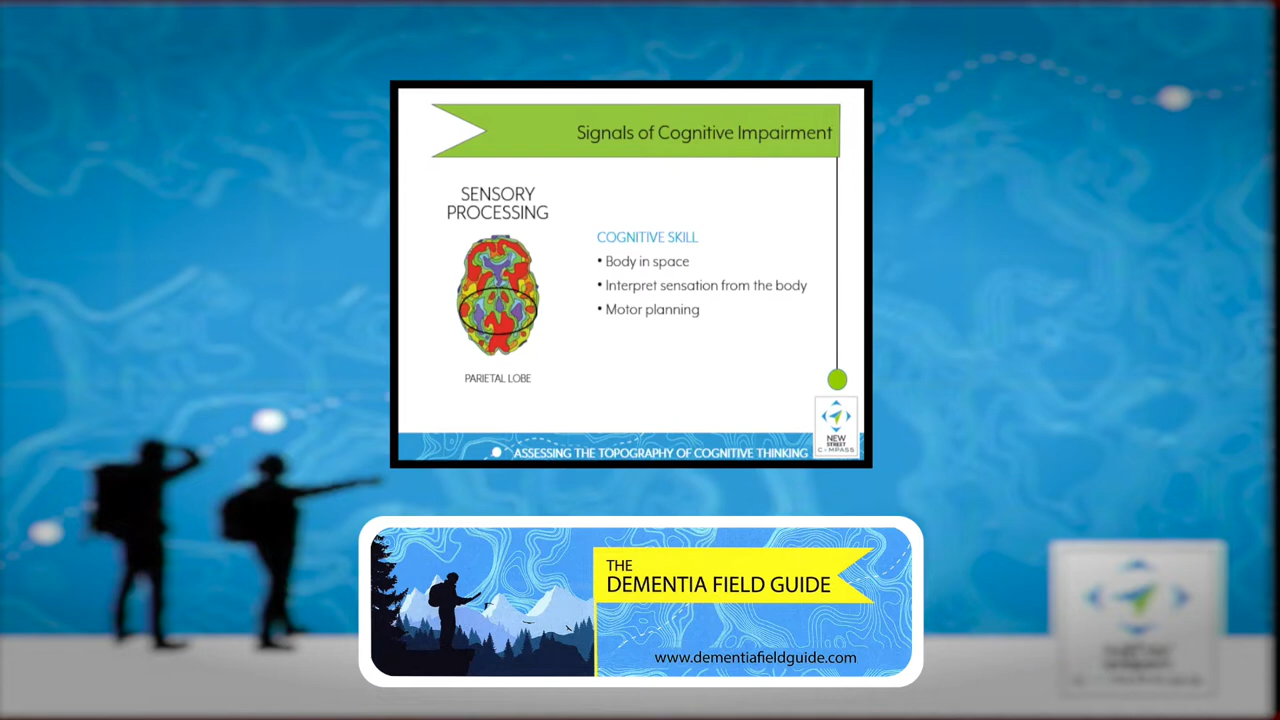 Signals of Cognitive Impairment
SENSORY
PROCESSING
COGNITIVE SKILL
• Body in space
• Interpret sensation from the body
• Motor planning
PARIETAL LOBE
NEW
STREET
COMPASS
ASSESSING THE TOPOGRAPHY OF COGNITIVE THINKING
THE
DEMENTIA FIELD GUIDE
www.dementiafieldguide.com